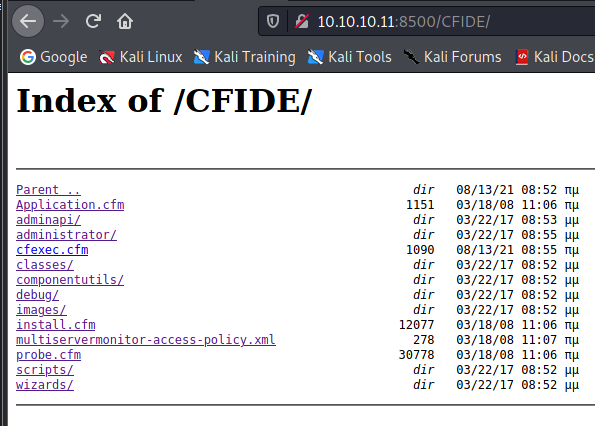 10.10.10.11:8500/CFIDE/
Google Kali Linux Kali Training Kali Tools Kali Forums Kali Docs
Index of /CFIDE/
Parent .. dir 08/13/21 08:52 πμ
Application.cfm 1151 03/18/08 11:06 πμ
adminapi/ dir 03/22/17 08:53 μμ
administrator/ dir 03/22/17 08:55 μμ
cfexec.cfm 1090 08/13/21 08:55 πμ
classes/ dir 03/22/17 08:52 μμ
componentutils/ dir 03/22/17 08:52 μμ
debug/ dir 03/22/17 08:52 μμ
images/ dir 03/22/17 08:52 μμ
install.cfm 12077 03/18/08 11:06 πμ
multiservermonitor-access-policy.xml 278 03/18/08 11:07 πμ
probe.cfm 30778 03/18/08 11:06 πμ
scripts/ dir 03/22/17 08:52 μμ
wizards/ dir 03/22/17 08:52 μμ